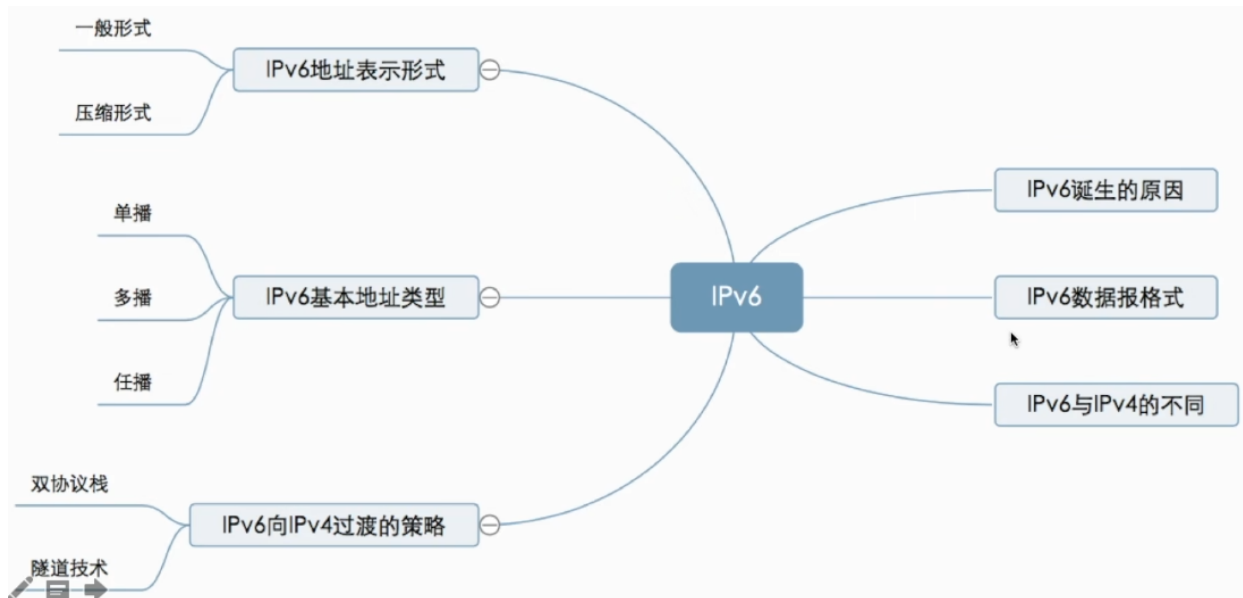 一般形式
IPv6地址表示形式
压缩形式
单播
IPv6基本地址类型
多播
任播
双协议栈
IPv6向IPv4过渡的策略
隧道技术
IPv6
IPv6诞生的原因
IPv6数据报格式
IPv6与IPv4的不同